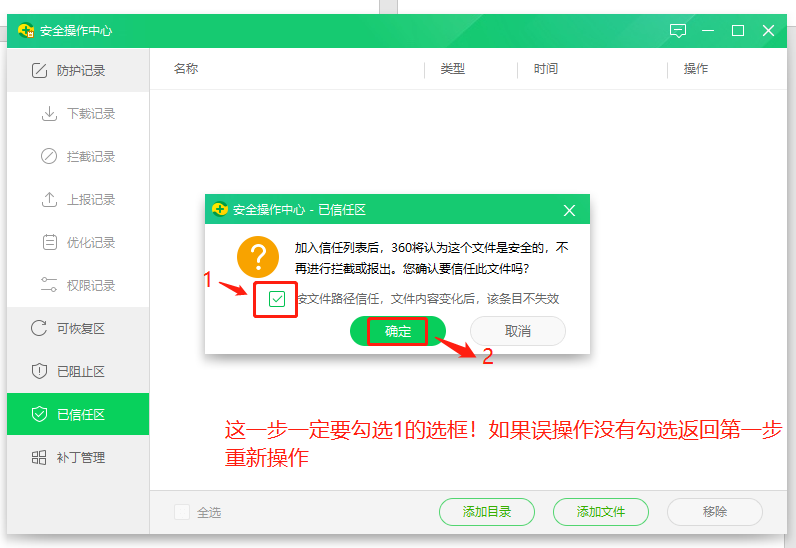 安全操作中心
防护记录
名称
类型
时间
操作
下载记录
拦截记录
上报记录
优化记录
权限记录
可恢复区
已阻止区
已信任区
补丁管理
安全操作中心 - 已信任区
加入信任列表后，360将认为这个文件是安全的，不
再进行拦截或报出。您确认要信任此文件吗？
1
按文件路径信任，文件内容变化后，该条目不失效
确定
取消
2
这一步一定要勾选1的选框！如果误操作没有勾选返回第一步
重新操作
全选
添加目录
添加文件
移除